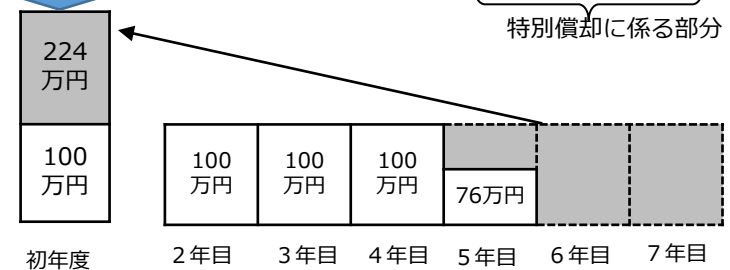 特別償却に係る部分
224
万円
100
万円
100
万円
100
万円
100
万円
76万円
初年度
２年目
３年目
４年目
５年目
６年目
７年目